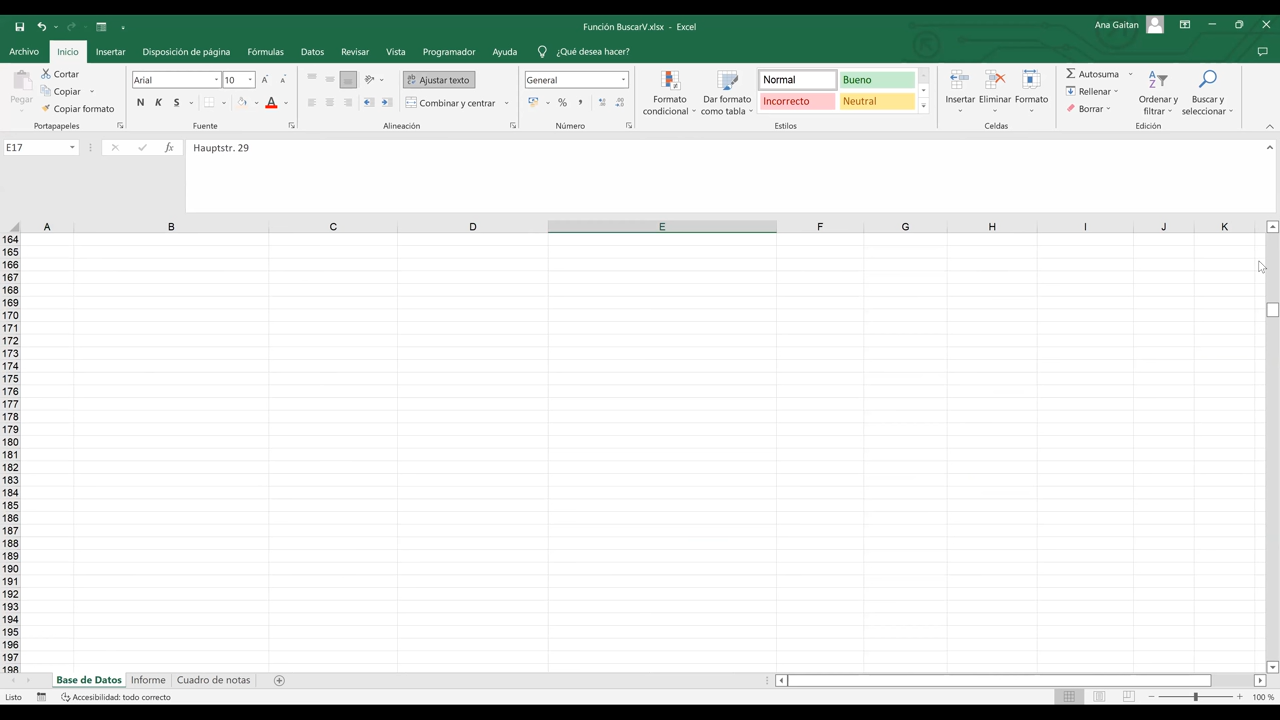 Función BuscarV.xlsx - Excel
Ana Gaitan
Archivo Inicio Insertar Disposición de página Fórmulas Datos Revisar Vista Programador Ayuda ¿Qué desea hacer?
Pegar
Cortar
Copiar
Copiar formato
Portapapeles
Arial 10
N K S A
Fuente
Ajustar texto
Combinar y centrar
Alineación
General
%
Número
Formato condicional
Dar formato como tabla
Normal Bueno
Incorrecto Neutral
Estilos
Insertar Eliminar Formato
Celdas
Autosuma
Rellenar
Borrar
Ordenar y filtrar
Buscar y seleccionar
Edición
E17 fx Hauptstr. 29
A B C D E F G H I J K
164
165
166
167
168
169
170
171
172
173
174
175
176
177
178
179
180
181
182
183
184
185
186
187
188
189
190
191
192
193
194
195
196
197
198
Base de Datos Informe Cuadro de notas
Listo Accesibilidad: todo correcto 100 %